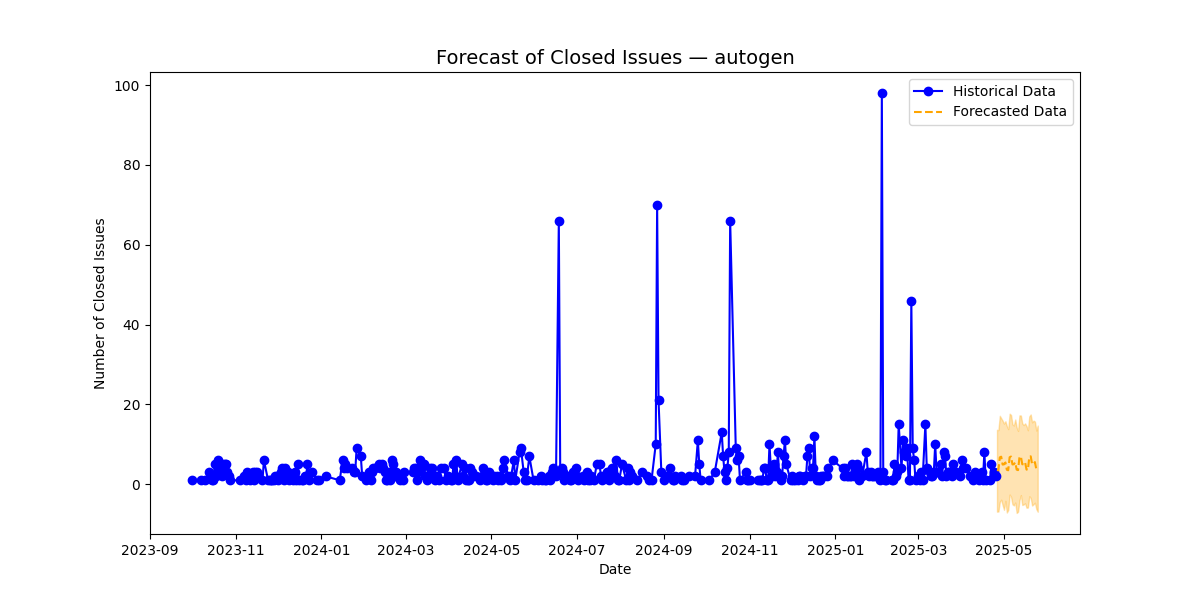 Forecast of Closed Issues — autogen
Historical Data
Forecasted Data
Number of Closed Issues
100
80
60
40
20
0
2023-09 2023-11 2024-01 2024-03 2024-05 2024-07 2024-09 2024-11 2025-01 2025-03 2025-05
Date